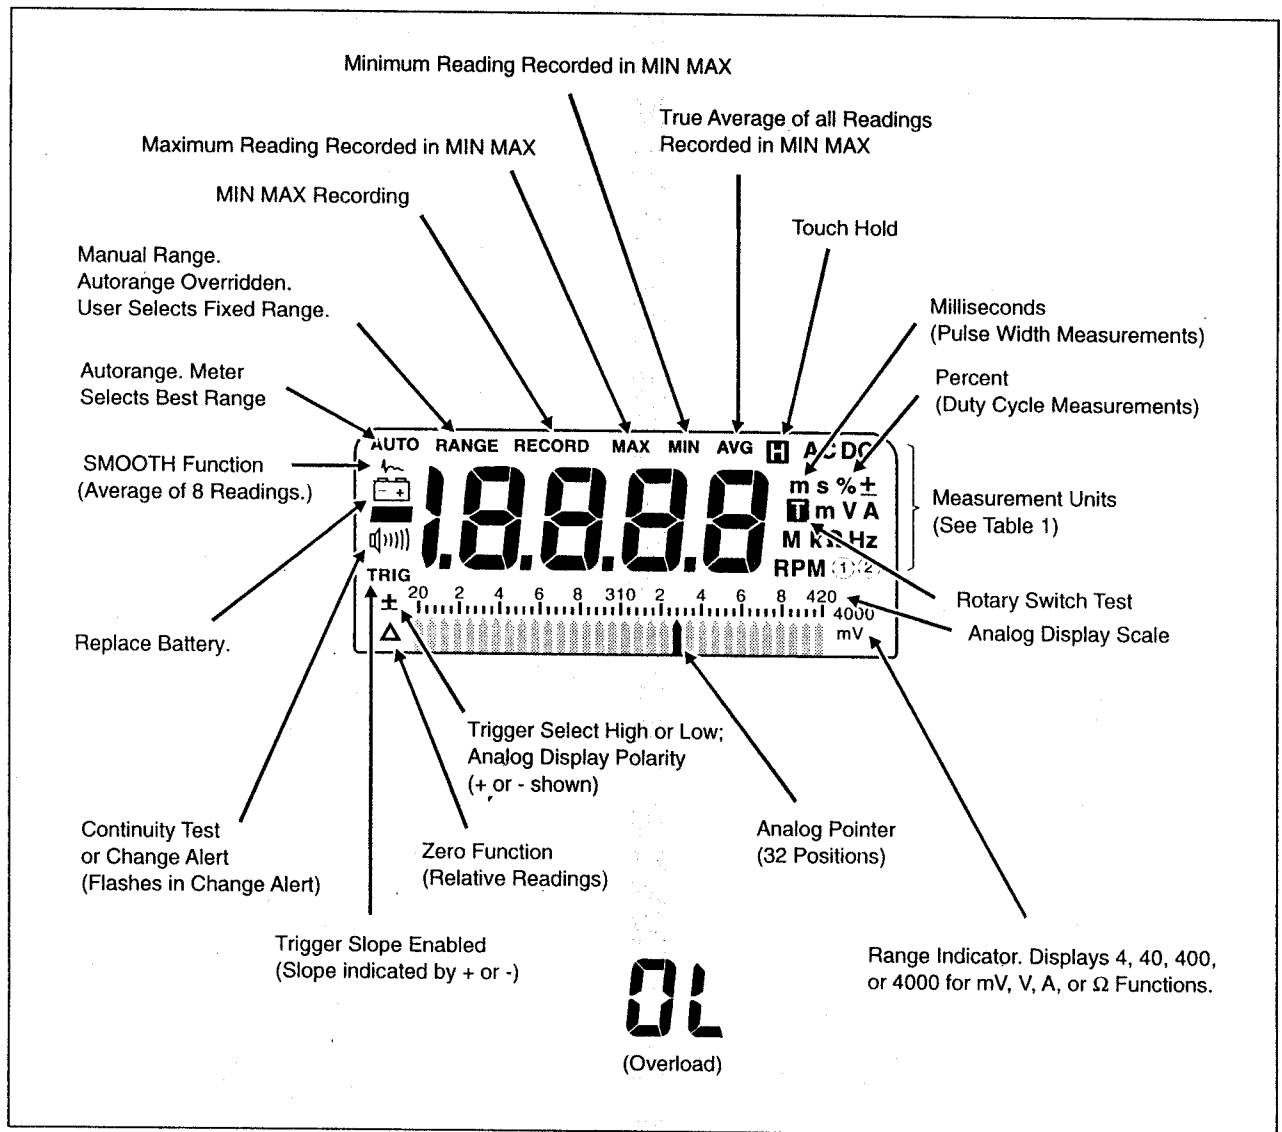 Minimum Reading Recorded in MIN MAX
True Average of all Readings
Recorded in MIN MAX
Maximum Reading Recorded in MIN MAX
MIN MAX Recording
Touch Hold
Manual Range.
Autorange Overridden.
User Selects Fixed Range.
Milliseconds
(Pulse Width Measurements)
Autorange. Meter
Selects Best Range
Percent
(Duty Cycle Measurements)
AUTO RANGE RECORD MAX MIN AVG H AC DC
SMOOTH Function
(Average of 8 Readings.)
- +
1.8.8.8.8
m s % ±
T m V A
M k Ω Hz
RPM 1 2
Measurement Units
(See Table 1)
TRIG
±
Δ
20 2 4 6 8 310 2 4 6 8 420
4000
mV
Rotary Switch Test
Analog Display Scale
Replace Battery.
Trigger Select High or Low;
Analog Display Polarity
(+ or - shown)
Continuity Test
or Change Alert
(Flashes in Change Alert)
Zero Function
(Relative Readings)
Analog Pointer
(32 Positions)
Trigger Slope Enabled
(Slope indicated by + or -)
Range Indicator. Displays 4, 40, 400,
or 4000 for mV, V, A, or Ω Functions.
OL
(Overload)